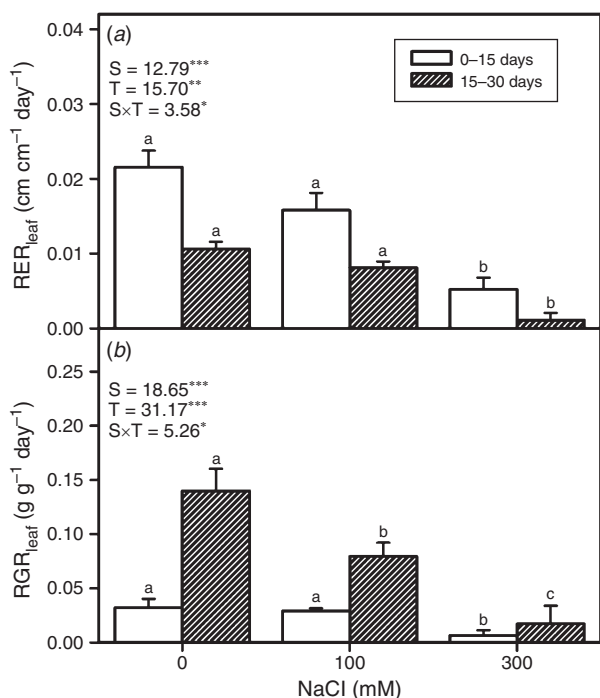 (a)
S = 12.79***
T = 15.70**
S×T = 3.58*
0–15 days
15–30 days
0.04
0.03
0.02
0.01
0.00
RER_leaf (cm cm⁻¹ day⁻¹)
a
a
a
a
b
b
(b)
S = 18.65***
T = 31.17***
S×T = 5.26*
0.25
0.20
0.15
0.10
0.05
0.00
RGR_leaf (g g⁻¹ day⁻¹)
a
a
a
b
b
c
0
100
300
NaCl (mM)